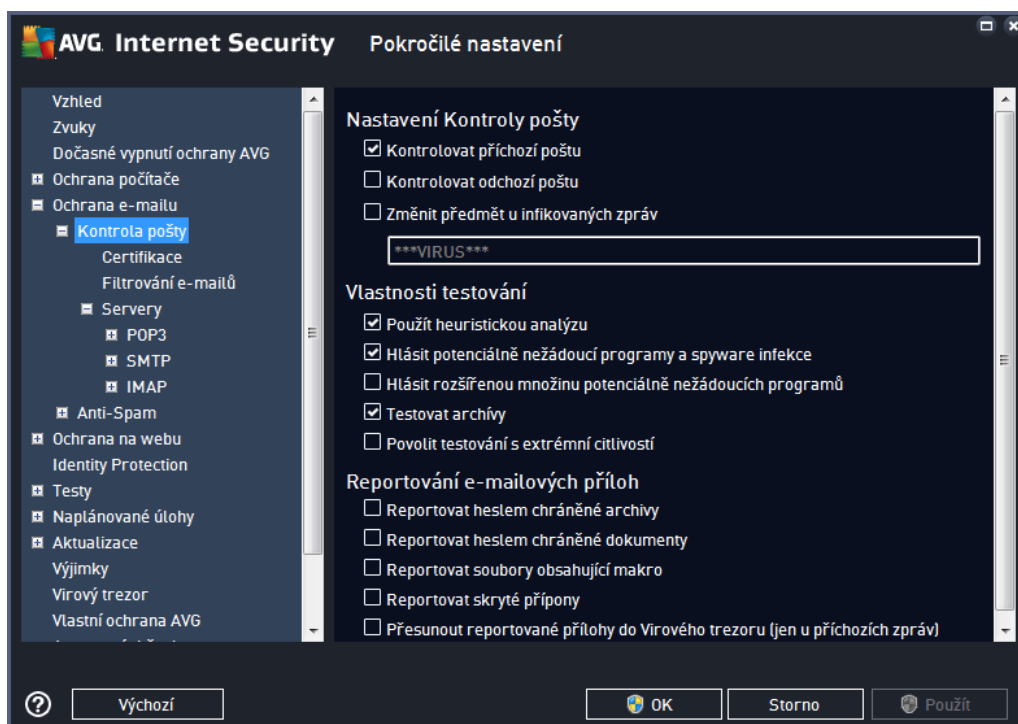 AVG. Internet Security Pokročilé nastavení
Vzhled
Zvuky
Dočasné vypnutí ochrany AVG
Ochrana počítače
Ochrana e-mailu
Kontrola pošty
Certifikace
Filtrování e-mailů
Servery
POP3
SMTP
IMAP
Anti-Spam
Ochrana na webu
Identity Protection
Testy
Naplánované úlohy
Aktualizace
Výjimky
Virový trezor
Vlastní ochrana AVG
Nastavení Kontroly pošty
Kontrolovat příchozí poštu
Kontrolovat odchozí poštu
Změnit předmět u infikovaných zpráv
***VIRUS***
Vlastnosti testování
Použít heuristickou analýzu
Hlásit potenciálně nežádoucí programy a spyware infekce
Hlásit rozšířenou množinu potenciálně nežádoucích programů
Testovat archívy
Povolit testování s extrémní citlivostí
Reportování e-mailových příloh
Reportovat heslem chráněné archivy
Reportovat heslem chráněné dokumenty
Reportovat soubory obsahující makro
Reportovat skryté přípony
Přesunout reportované přílohy do Virového trezoru (jen u příchozích zpráv)
Výchozí
OK
Storno
Použít